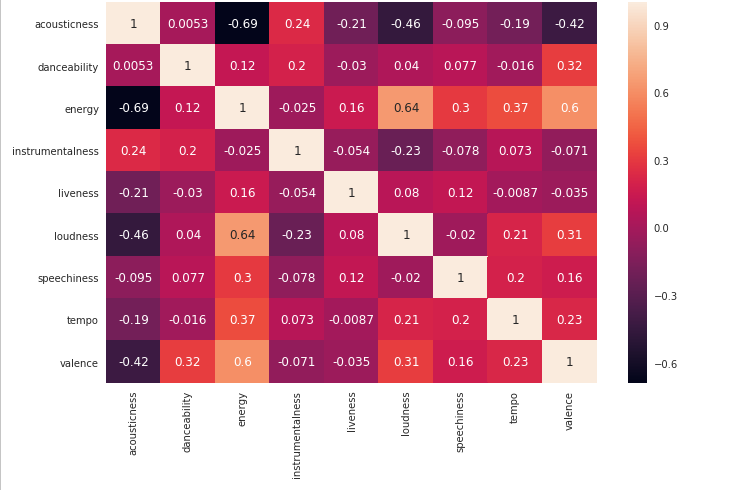 acousticness 1 0.0053 -0.69 0.24 -0.21 -0.46 -0.095 -0.19 -0.42
danceability 0.0053 1 0.12 0.2 -0.03 0.04 0.077 -0.016 0.32
energy -0.69 0.12 1 -0.025 0.16 0.64 0.3 0.37 0.6
instrumentalness 0.24 0.2 -0.025 1 -0.054 -0.23 -0.078 0.073 -0.071
liveness -0.21 -0.03 0.16 -0.054 1 0.08 0.12 -0.0087 -0.035
loudness -0.46 0.04 0.64 -0.23 0.08 1 -0.02 0.21 0.31
speechiness -0.095 0.077 0.3 -0.078 0.12 -0.02 1 0.2 0.16
tempo -0.19 -0.016 0.37 0.073 -0.0087 0.21 0.2 1 0.23
valence -0.42 0.32 0.6 -0.071 -0.035 0.31 0.16 0.23 1
acousticness
danceability
energy
instrumentalness
liveness
loudness
speechiness
tempo
valence
0.9
0.6
0.3
0.0
−0.3
−0.6